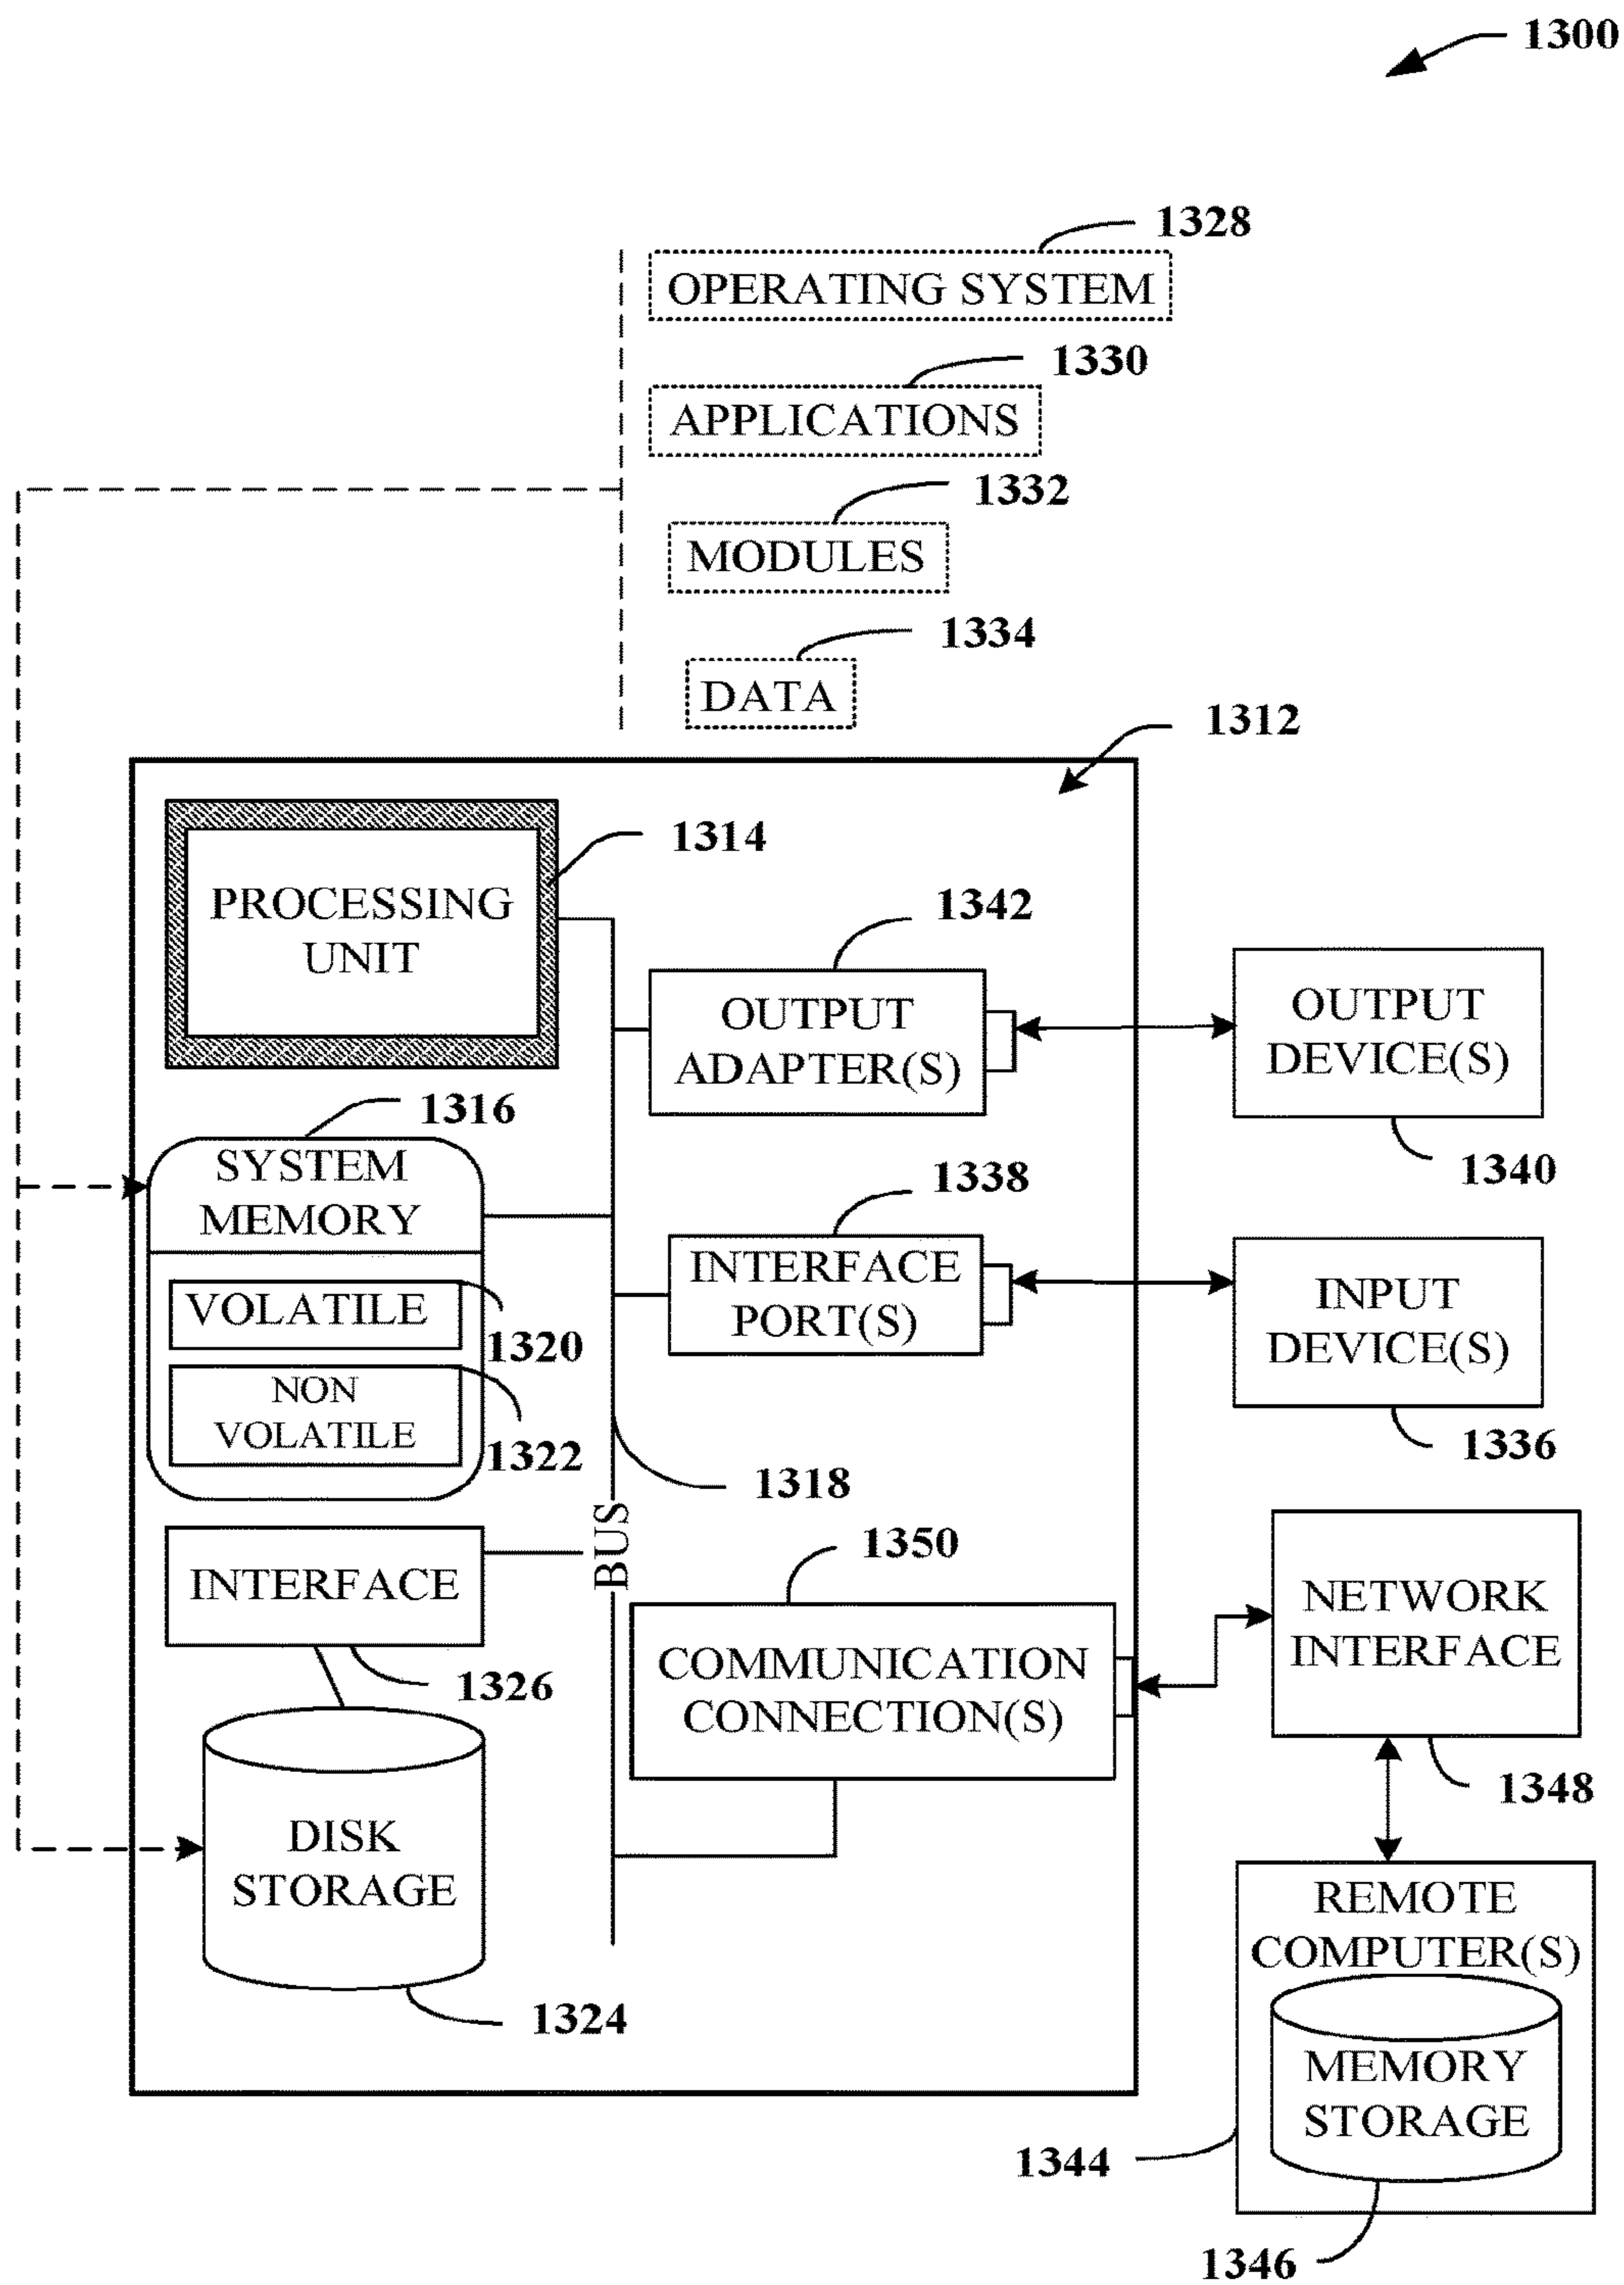 1300
1328
OPERATING SYSTEM
1330
APPLICATIONS
1332
MODULES
1334
DATA
1312
PROCESSING
UNIT
1314
1342
OUTPUT
ADAPTER(S)
OUTPUT
DEVICE(S)
1340
1316
SYSTEM
MEMORY
VOLATILE
1320
NON
VOLATILE
1322
1338
INTERFACE
PORT(S)
INPUT
DEVICE(S)
1336
1318
BUS
INTERFACE
1326
1350
COMMUNICATION
CONNECTION(S)
NETWORK
INTERFACE
1348
DISK
STORAGE
1324
REMOTE
COMPUTER(S)
MEMORY
STORAGE
1344
1346